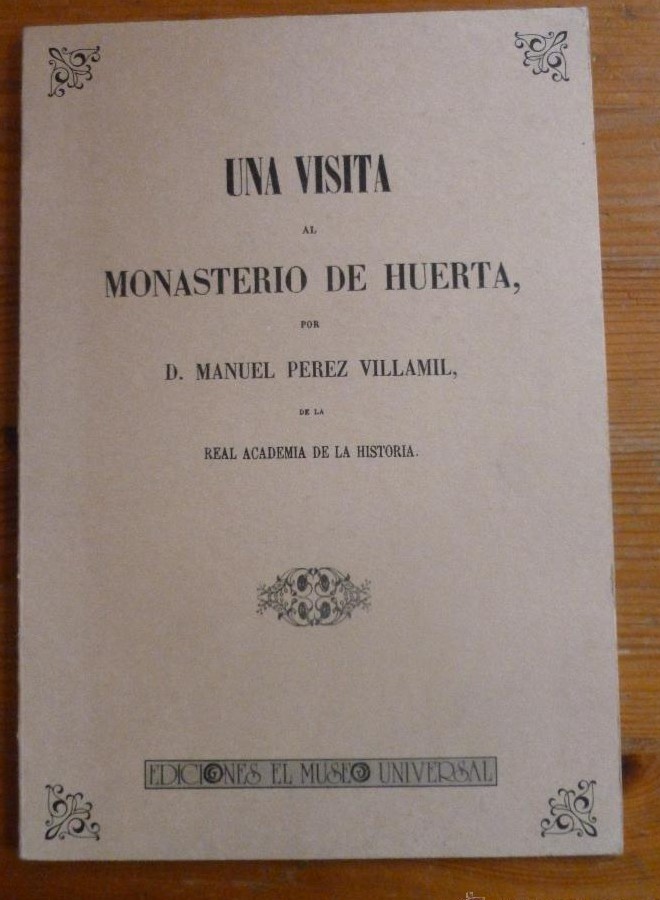 UNA VISITA
AL
MONASTERIO DE HUERTA,
POR
D. MANUEL PEREZ VILLAMIL,
DE LA
REAL ACADEMIA DE LA HISTORIA.
EDICIONES EL MUSEO UNIVERSAL